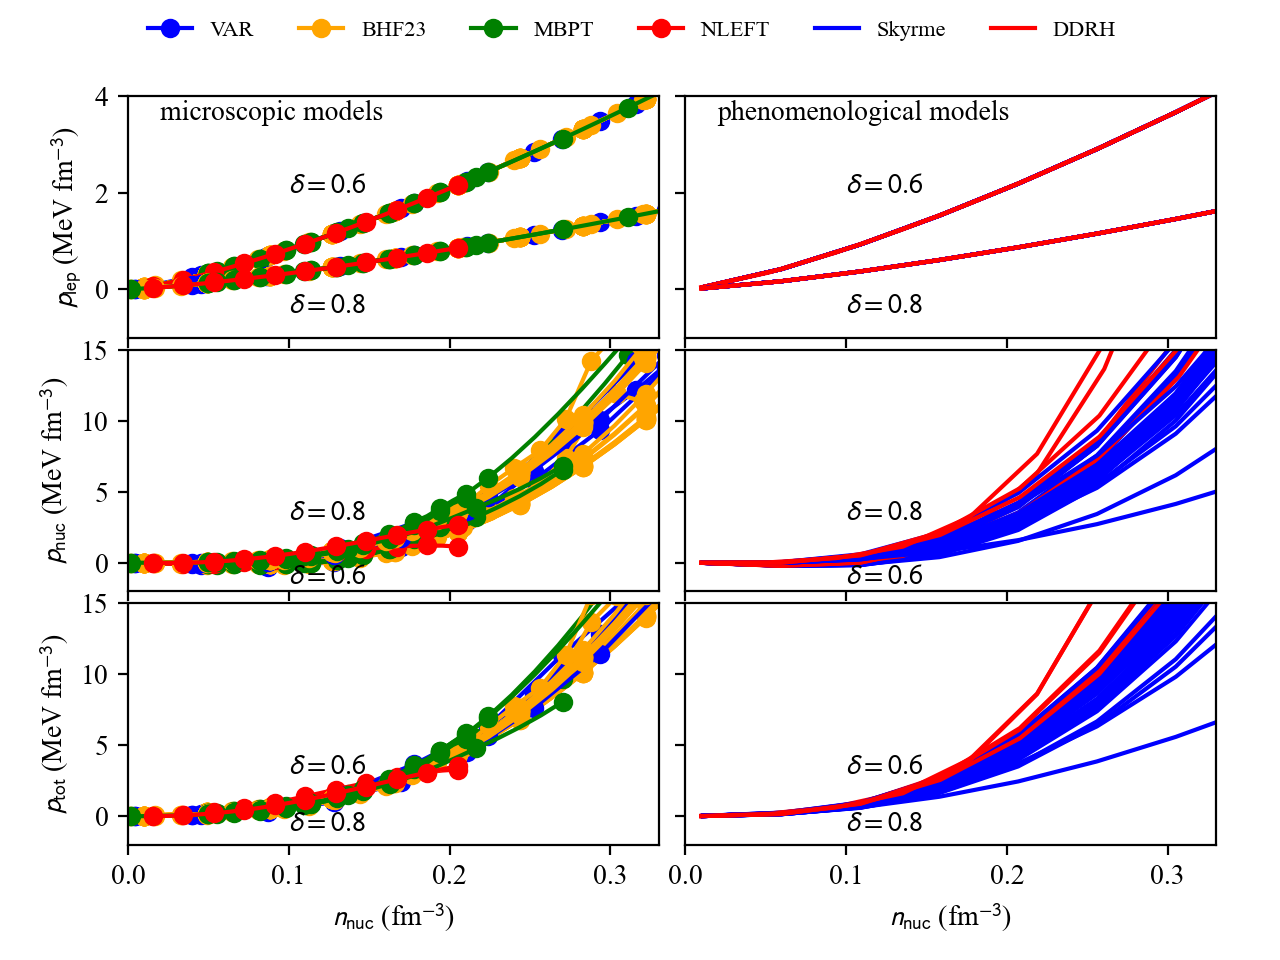 VAR BHF23 MBPT NLEFT Skyrme DDRH
microscopic models
phenomenological models
p_lep (MeV fm⁻³)
4
2
0
δ = 0.6
δ = 0.8
δ = 0.6
δ = 0.8
p_nuc (MeV fm⁻³)
15
10
5
0
δ = 0.8
δ = 0.6
δ = 0.8
δ = 0.6
p_tot (MeV fm⁻³)
15
10
5
0
δ = 0.6
δ = 0.8
δ = 0.6
δ = 0.8
0.0 0.1 0.2 0.3
0.0 0.1 0.2 0.3
n_nuc (fm⁻³)
n_nuc (fm⁻³)